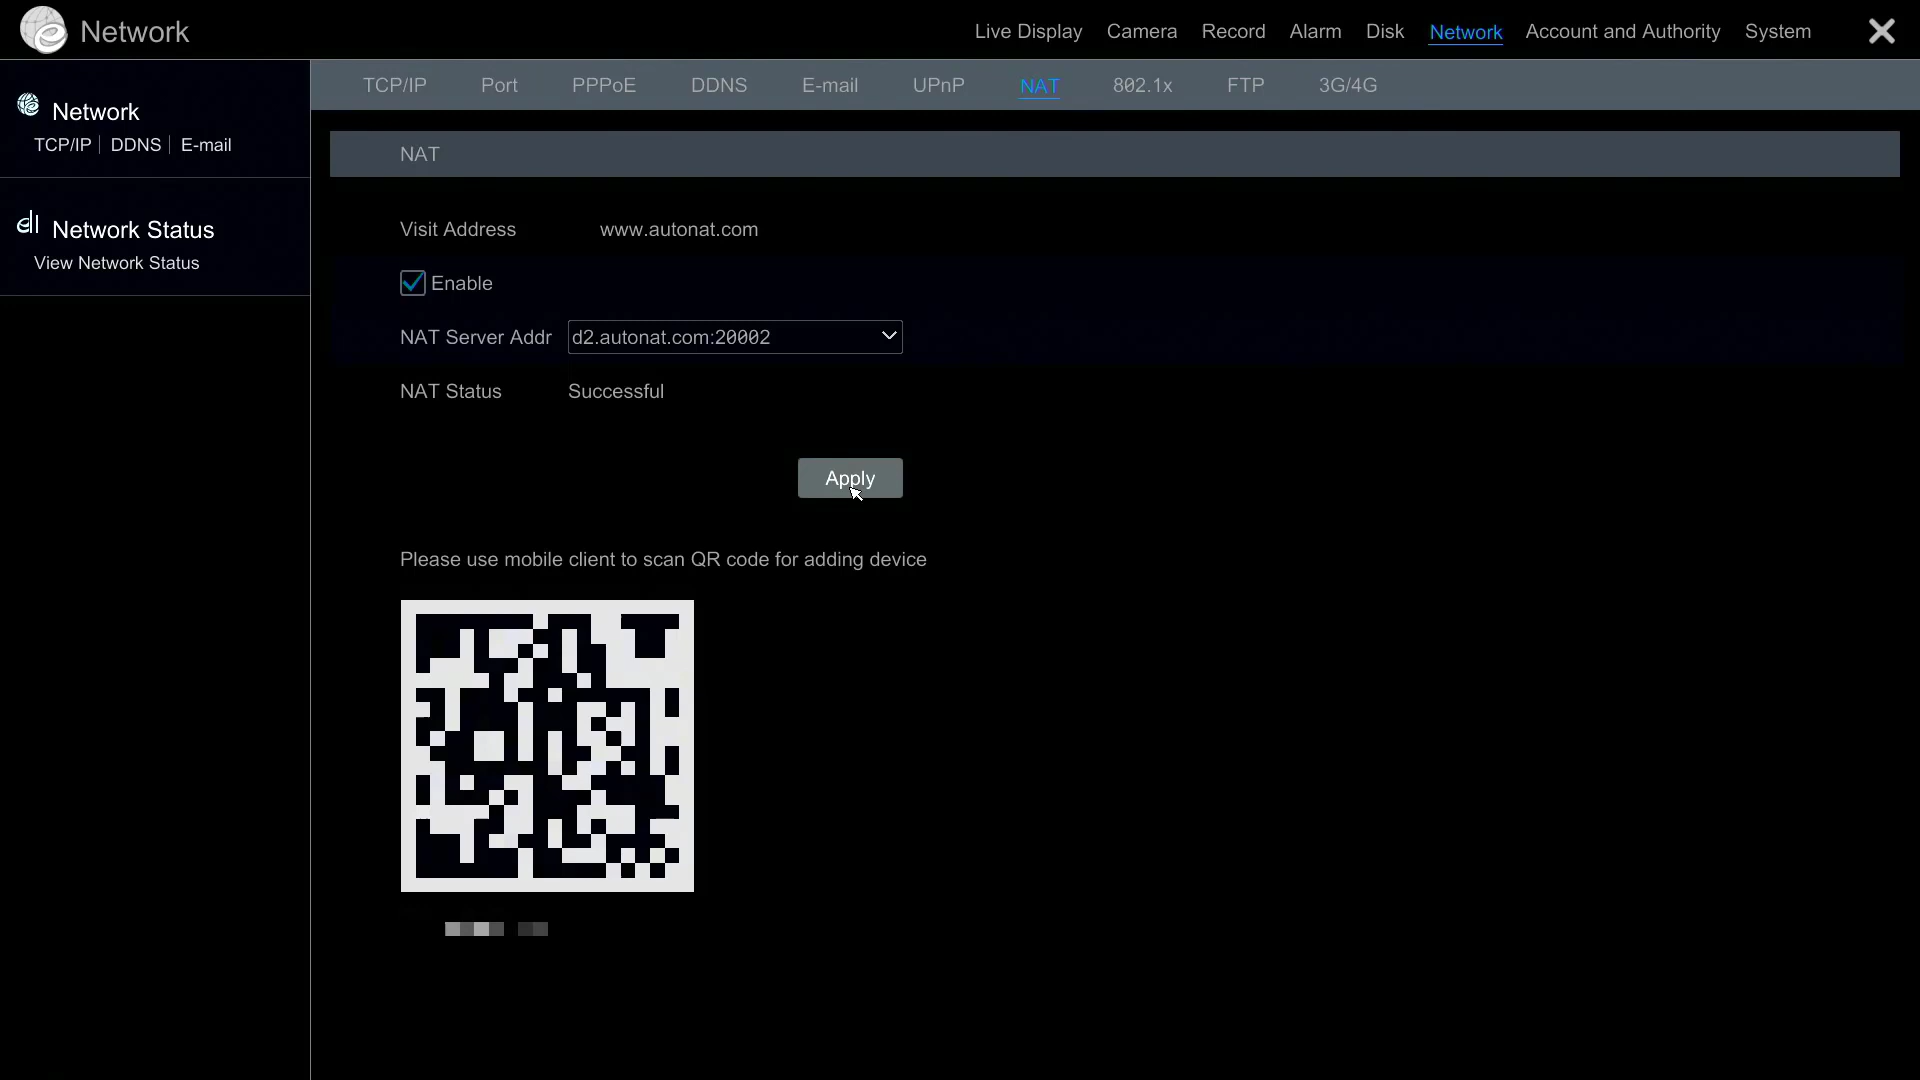 Network
Live Display Camera Record Alarm Disk Network Account and Authority System
Network
TCP/IP DDNS E-mail
Network Status
View Network Status
TCP/IP Port PPPoE DDNS E-mail UPnP NAT 802.1x FTP 3G/4G
NAT
Visit Address www.autonat.com
Enable
NAT Server Addr d2.autonat.com:20002
NAT Status Successful
Apply
Please use mobile client to scan QR code for adding device